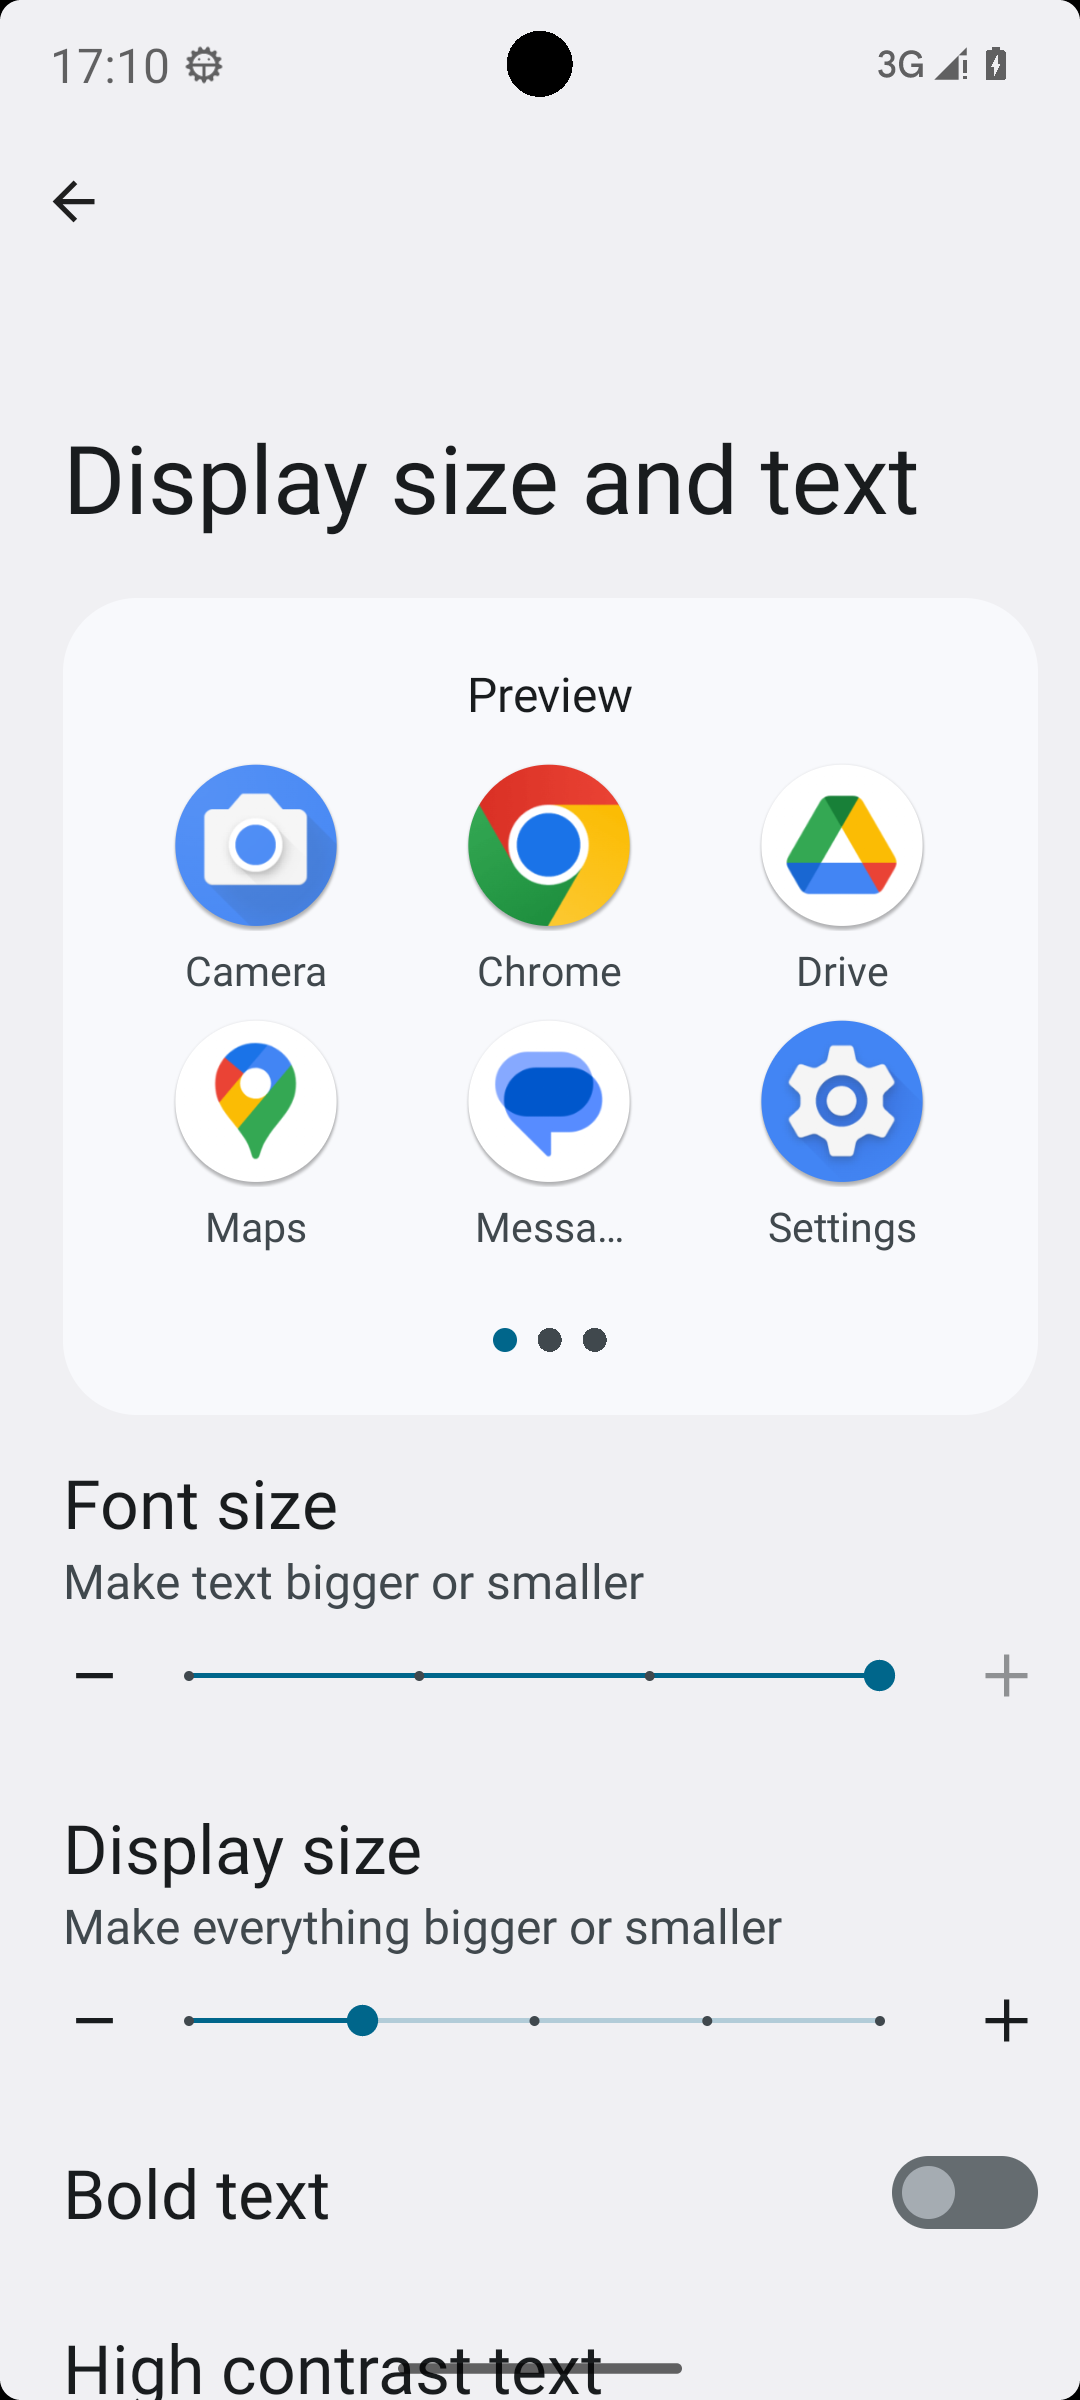 17:10
3G
Display size and text
Preview
Camera Chrome Drive
Maps Messa... Settings
Font size
Make text bigger or smaller
Display size
Make everything bigger or smaller
Bold text
High contrast text